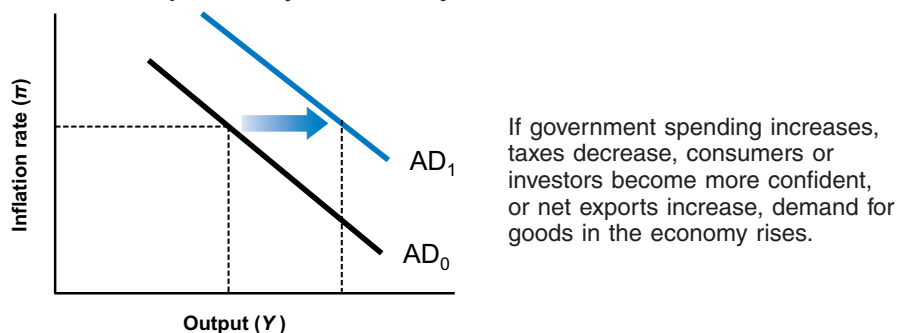 Inflation rate (π)
AD₁
AD₀
Output (Y)
If government spending increases,
taxes decrease, consumers or
investors become more confident,
or net exports increase, demand for
goods in the economy rises.